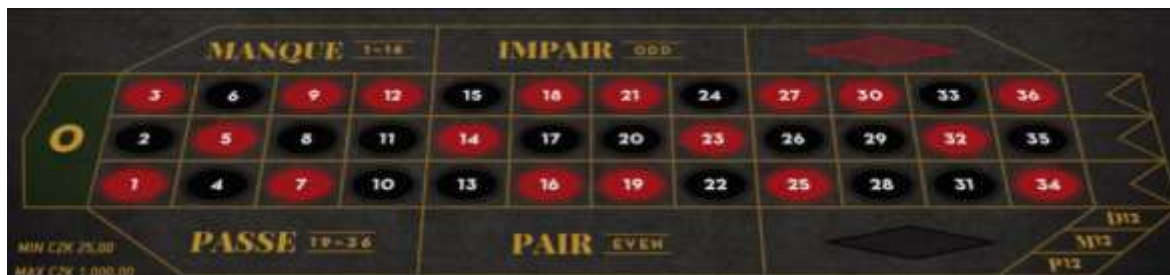 MANQUE 1-18 IMPAIR ODD
3 6 9 12 15 18 21 24 27 30 33 36
0 2 5 8 11 14 17 20 23 26 29 32 35
1 4 7 10 13 16 19 22 25 28 31 34
PASSE 19-36 PAIR EVEN
D12
M12
P12
MIN CZK 25,00
MAX CZK 1 000,00